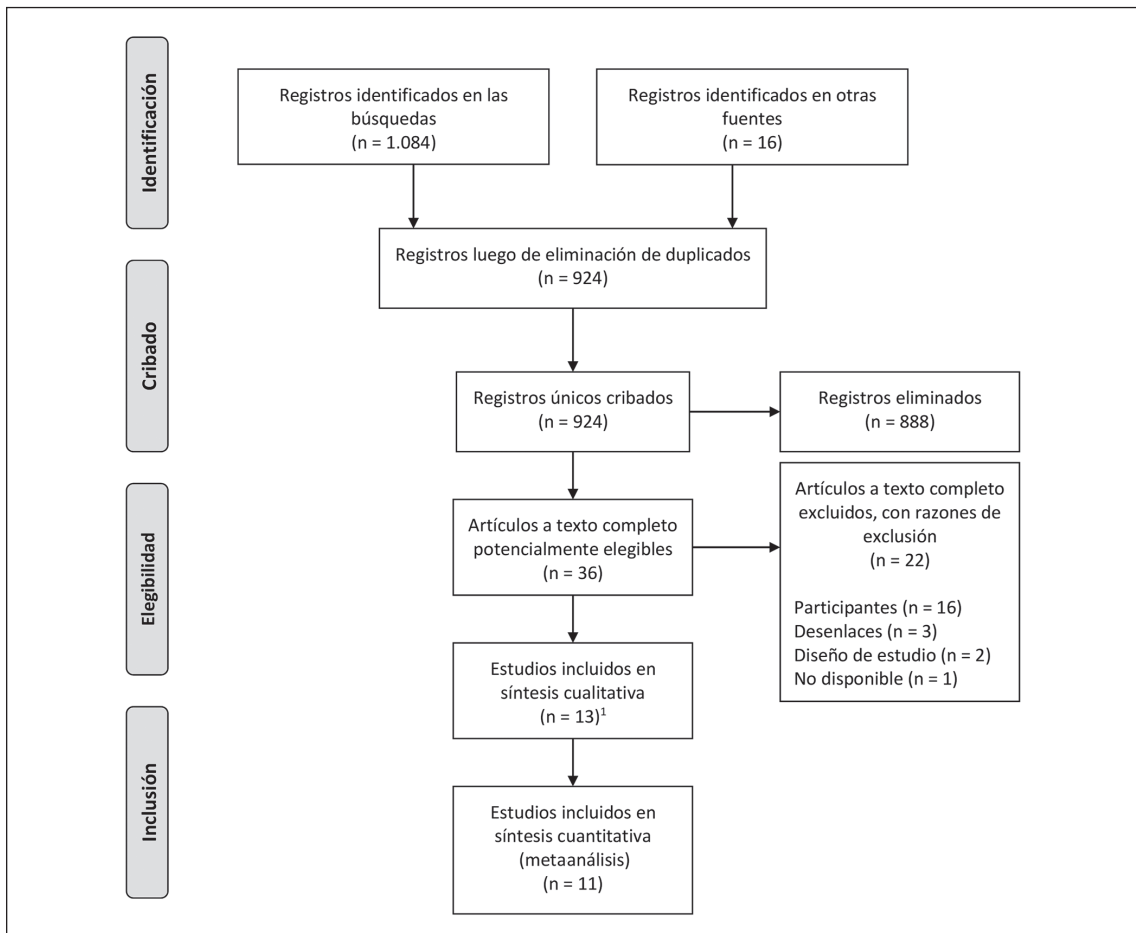 Identificación
Registros identificados en las
búsquedas
(n = 1.084)
Registros identificados en otras
fuentes
(n = 16)
Registros luego de eliminación de duplicados
(n = 924)
Cribado
Registros únicos cribados
(n = 924)
Registros eliminados
(n = 888)
Elegibilidad
Artículos a texto completo
potencialmente elegibles
(n = 36)
Artículos a texto completo
excluidos, con razones de
exclusión
(n = 22)
Participantes (n = 16)
Desenlaces (n = 3)
Diseño de estudio (n = 2)
No disponible (n = 1)
Estudios incluidos en
síntesis cualitativa
(n = 13)¹
Inclusión
Estudios incluidos en
síntesis cuantitativa
(metaanálisis)
(n = 11)